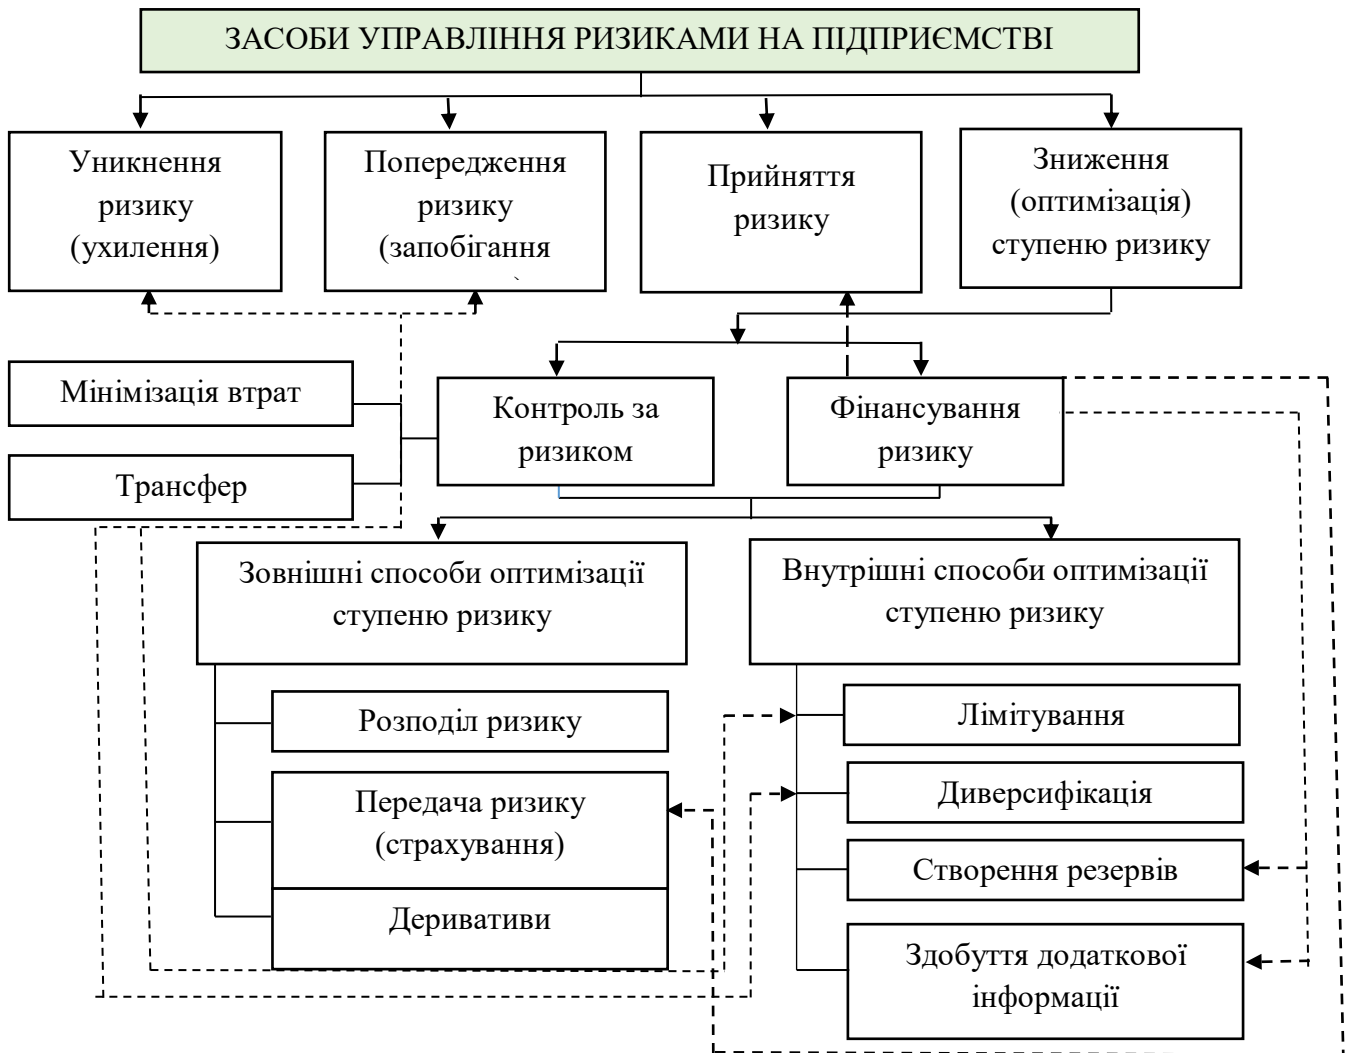 ЗАСОБИ УПРАВЛІННЯ РИЗИКАМИ НА ПІДПРИЄМСТВІ
Уникнення
ризику
(ухилення)
Попередження
ризику
(запобігання
Прийняття
ризику
Зниження
(оптимізація)
ступеню ризику
Мінімізація втрат
Трансфер
Контроль за
ризиком
Фінансування
ризику
Зовнішні способи оптимізації
ступеню ризику
Внутрішні способи оптимізації
ступеню ризику
Розподіл ризику
Передача ризику
(страхування)
Деривативи
Лімітування
Диверсифікація
Створення резервів
Здобуття додаткової
інформації